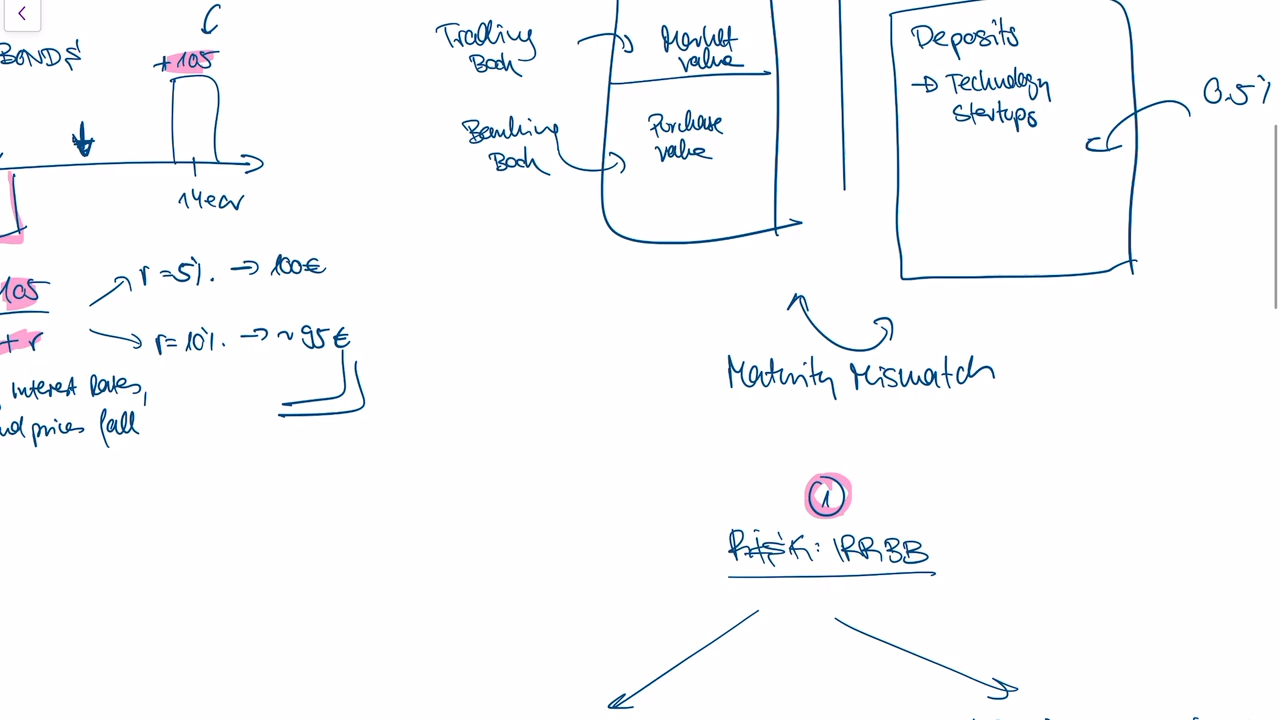 BONDS
+105
1 Year
105
+ r
r = 5%. → 100€
r = 10%. → ~95€
interest rates,
prices fall
Trading
Book
Market
value
Banking
Book
Purchase
value
Deposits
→ Technology
Startups
0.5%
Maturity Mismatch
1
Risk: IRRBB